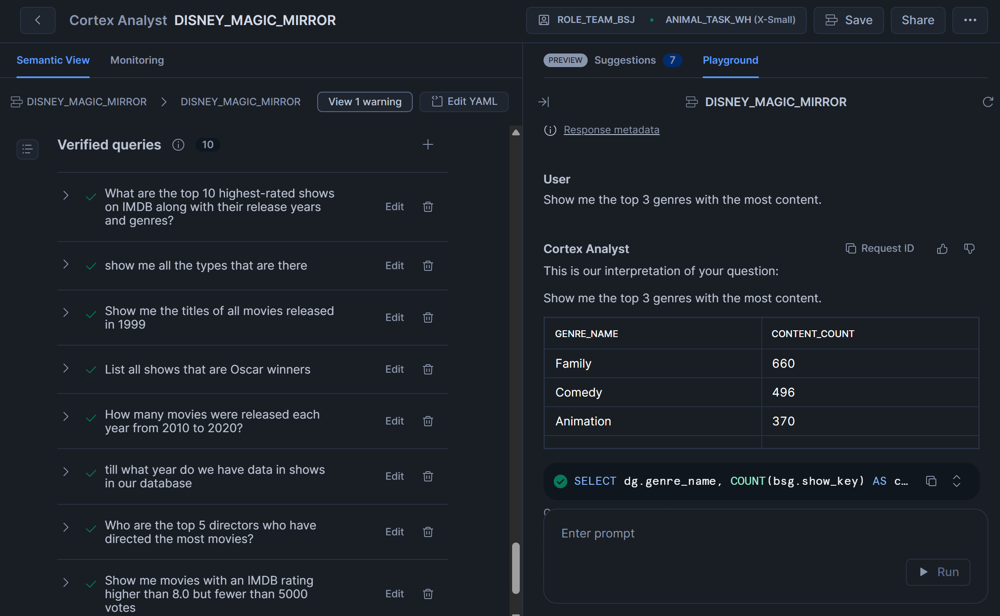 Cortex Analyst DISNEY_MAGIC_MIRROR
ROLE_TEAM_BSJ • ANIMAL_TASK_WH (X-Small)
Save
Share
Semantic View
Monitoring
PREVIEW Suggestions 7
Playground
DISNEY_MAGIC_MIRROR > DISNEY_MAGIC_MIRROR
View 1 warning
Edit YAML
Verified queries 10
What are the top 10 highest-rated shows
on IMDB along with their release years
and genres?
Edit
show me all the types that are there
Edit
Show me the titles of all movies released
in 1999
Edit
List all shows that are Oscar winners
Edit
How many movies were released each
year from 2010 to 2020?
Edit
till what year do we have data in shows
in our database
Edit
Who are the top 5 directors who have
directed the most movies?
Edit
Show me movies with an IMDB rating
higher than 8.0 but fewer than 5000
votes
Edit
DISNEY_MAGIC_MIRROR
Response metadata
User
Show me the top 3 genres with the most content.
Cortex Analyst
Request ID
This is our interpretation of your question:
Show me the top 3 genres with the most content.
GENRE_NAME CONTENT_COUNT
Family 660
Comedy 496
Animation 370
SELECT dg.genre_name, COUNT(bsg.show_key) AS c…
Enter prompt
Run